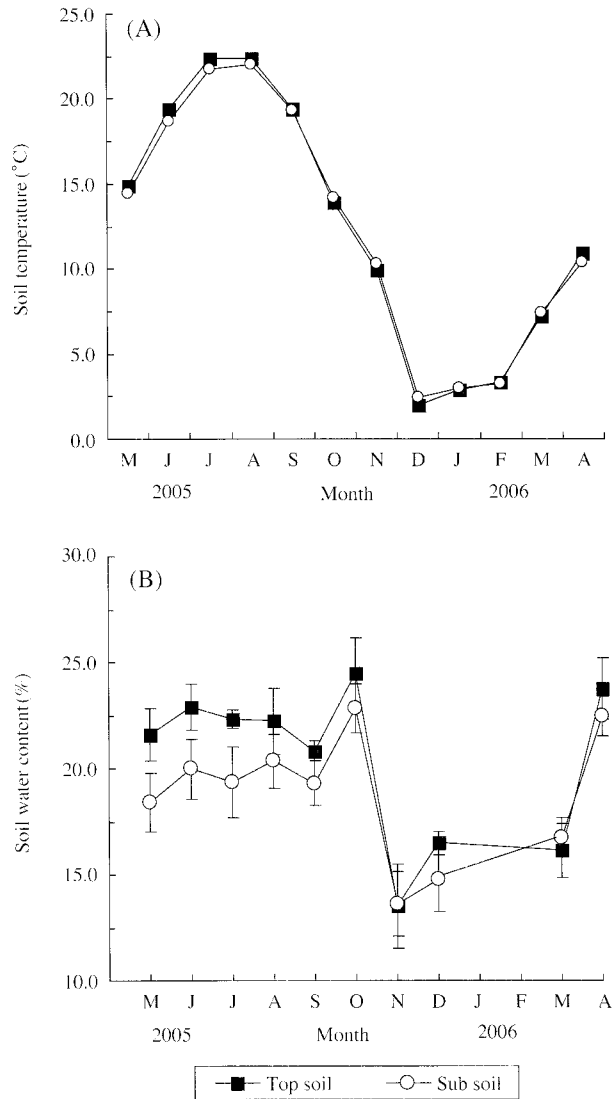 (A)
25.0
20.0
15.0
10.0
5.0
0.0
Soil temperature (°C)
M J J A S O N D J F M A
2005 Month 2006
(B)
30.0
25.0
20.0
15.0
10.0
Soil water content (%)
M J J A S O N D J F M A
2005 Month 2006
Top soil Sub soil